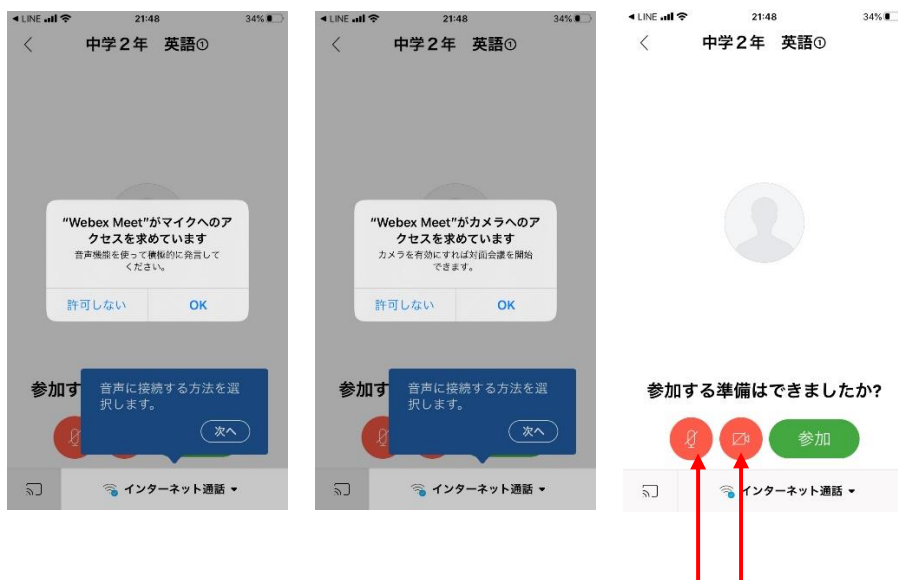 LINE 21:48 34%
中学2年 英語①
"Webex Meet"がマイクへのア
クセスを求めています
音声機能を使って積極的に発言して
ください。
許可しない OK
参加す
音声に接続する方法を選
択します。
次へ
インターネット通話
LINE 21:48 34%
中学2年 英語①
"Webex Meet"がカメラへのア
クセスを求めています
カメラを有効にすれば対面会議を開始
できます。
許可しない OK
参加す
音声に接続する方法を選
択します。
次へ
インターネット通話
LINE 21:48 34%
中学2年 英語①
参加する準備はできましたか?
参加
インターネット通話